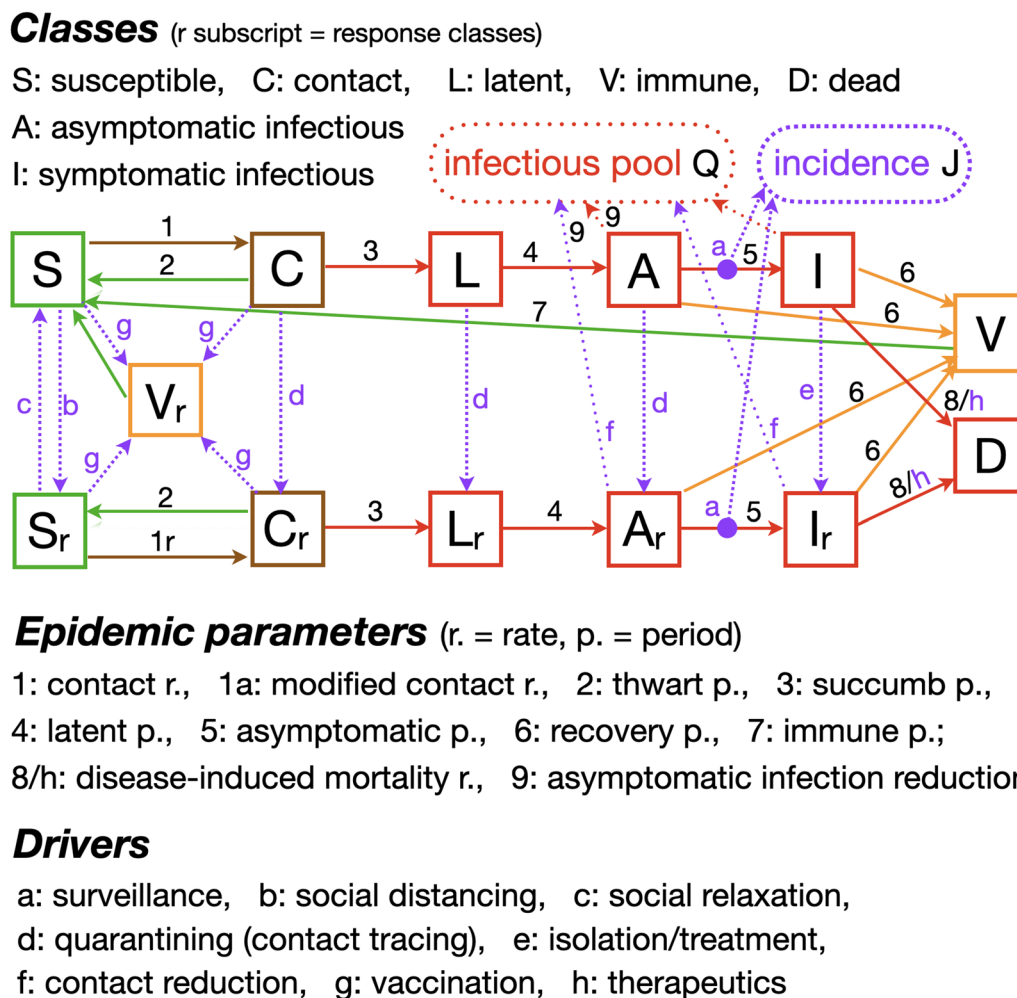 Classes (r subscript = response classes)
S: susceptible, C: contact, L: latent, V: immune, D: dead
A: asymptomatic infectious
I: symptomatic infectious
infectious pool Q
incidence J
1
2
3
4
9
9
a
5
6
6
7
S
C
L
A
I
V
g
g
Vr
c
b
d
d
d
e
f
f
6
6
8/h
8/h
D
g
g
2
1r
3
4
a
5
Sr
Cr
Lr
Ar
Ir
Epidemic parameters (r. = rate, p. = period)
1: contact r., 1a: modified contact r., 2: thwart p., 3: succumb p.,
4: latent p., 5: asymptomatic p., 6: recovery p., 7: immune p.;
8/h: disease-induced mortality r., 9: asymptomatic infection reduction
Drivers
a: surveillance, b: social distancing, c: social relaxation,
d: quarantining (contact tracing), e: isolation/treatment,
f: contact reduction, g: vaccination, h: therapeutics